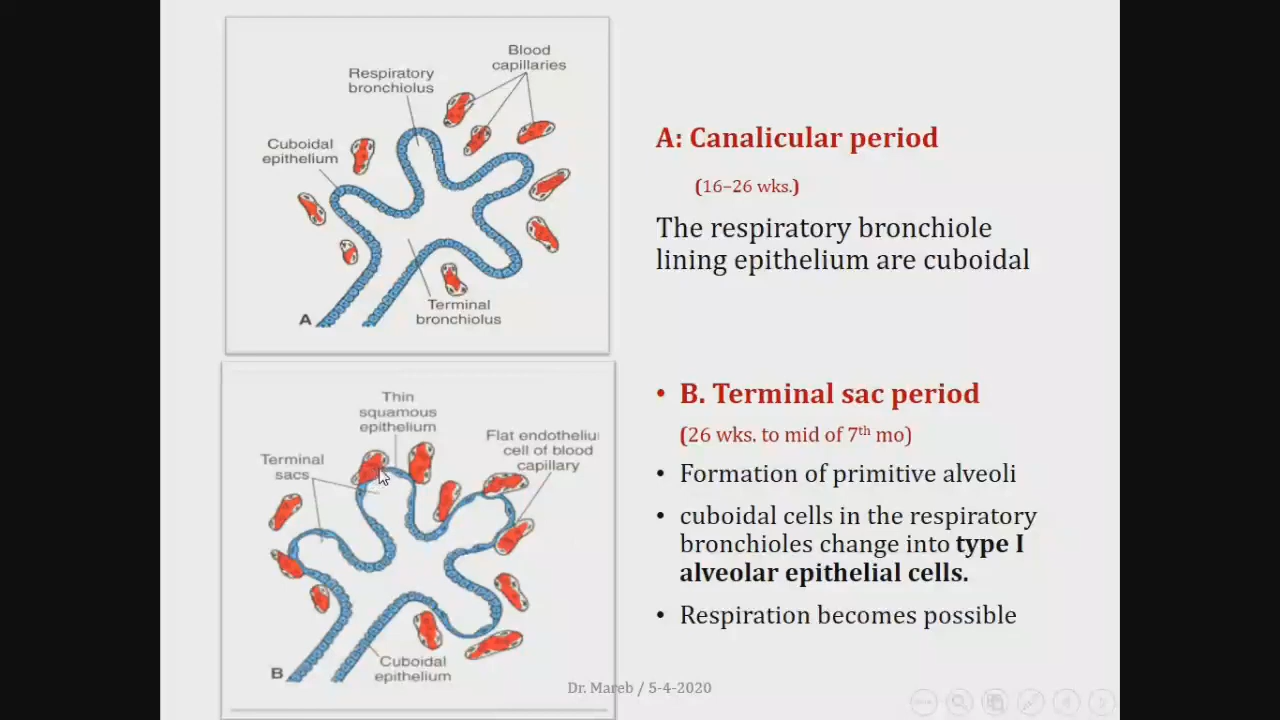 Blood
capillaries
Respiratory
bronchiolus
Cuboidal
epithelium
Terminal
bronchiolus
A
A: Canalicular period
(16–26 wks.)
The respiratory bronchiole
lining epithelium are cuboidal
Thin
squamous
epithelium
Flat endotheliu
cell of blood
capillary
Terminal
sacs
Cuboidal
epithelium
B
• B. Terminal sac period
(26 wks. to mid of 7th mo)
• Formation of primitive alveoli
• cuboidal cells in the respiratory
bronchioles change into type I
alveolar epithelial cells.
• Respiration becomes possible
Dr. Mareb / 5-4-2020